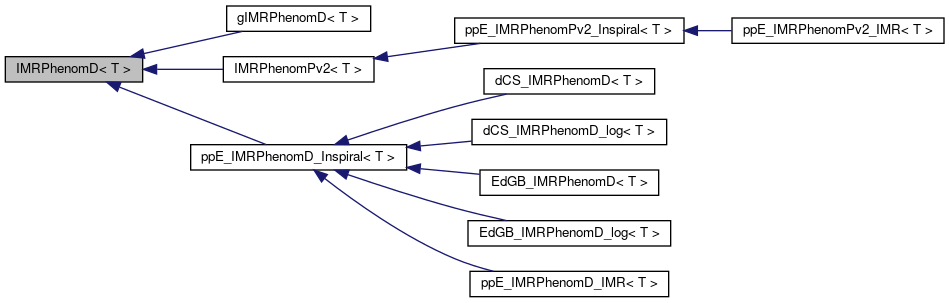 gIMRPhenomD< T >
ppE_IMRPhenomPv2_Inspiral< T >
ppE_IMRPhenomPv2_IMR< T >
IMRPhenomD< T >
IMRPhenomPv2< T >
dCS_IMRPhenomD< T >
dCS_IMRPhenomD_log< T >
ppE_IMRPhenomD_Inspiral< T >
EdGB_IMRPhenomD< T >
EdGB_IMRPhenomD_log< T >
ppE_IMRPhenomD_IMR< T >